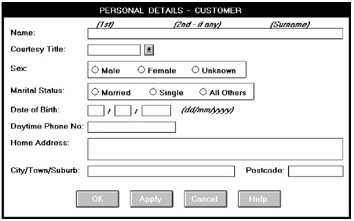 PERSONAL DETAILS - CUSTOMER
(1st) (2nd - if any) (Surname)
Name:
Courtesy Title:
Sex: Male Female Unknown
Marital Status: Married Single All Others
Date of Birth: / / (dd/mm/yyyy)
Daytime Phone No:
Home Address:
City/Town/Suburb: Postcode:
OK Apply Cancel Help